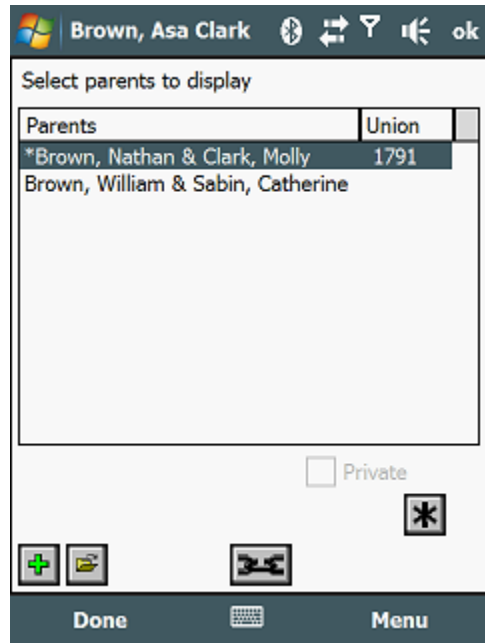 Brown, Asa Clark ok
Select parents to display
Parents Union
*Brown, Nathan & Clark, Molly 1791
Brown, William & Sabin, Catherine
Private
Done Menu